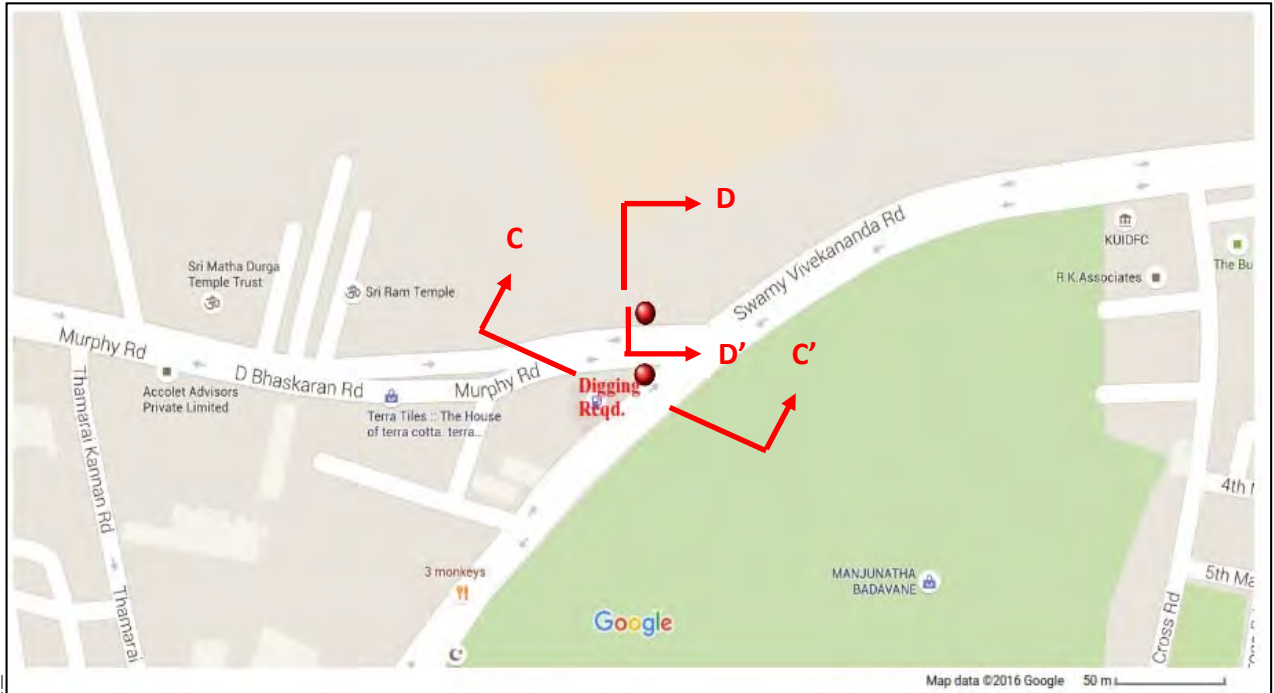 D
C
Swamy Vivekananda Rd
KUIDFC
The Bu
R.K.Associates
Sri Matha Durga
Temple Trust
Sri Ram Temple
Murphy Rd
D Bhaskaran Rd
Murphy Rd
D’
C’
Accolet Advisors
Private Limited
Digging
Reqd.
Terra Tiles :: The House
of terra cotta. terra...
Thamarai Kannan Rd
Thamarai
4th
3 monkeys
MANJUNATHA
BADAVANE
5th Ma
Cross Rd
Google
Map data ©2016 Google 50 m